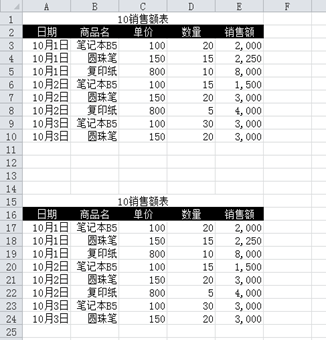 A B C D E F
1 10销售额表
2 日期 商品名 单价 数量 销售额
3 10月1日 笔记本B5 100 20 2,000
4 10月1日 圆珠笔 150 15 2,250
5 10月1日 复印纸 800 10 8,000
6 10月2日 笔记本B5 100 15 1,500
7 10月2日 圆珠笔 150 20 3,000
8 10月2日 复印纸 800 5 4,000
9 10月3日 笔记本B5 100 30 3,000
10 10月3日 圆珠笔 150 20 3,000
11
12
13
14
15 10销售额表
16 日期 商品名 单价 数量 销售额
17 10月1日 笔记本B5 100 20 2,000
18 10月1日 圆珠笔 150 15 2,250
19 10月1日 复印纸 800 10 8,000
20 10月2日 笔记本B5 100 15 1,500
21 10月2日 圆珠笔 150 20 3,000
22 10月2日 复印纸 800 5 4,000
23 10月3日 笔记本B5 100 30 3,000
24 10月3日 圆珠笔 150 20 3,000
25